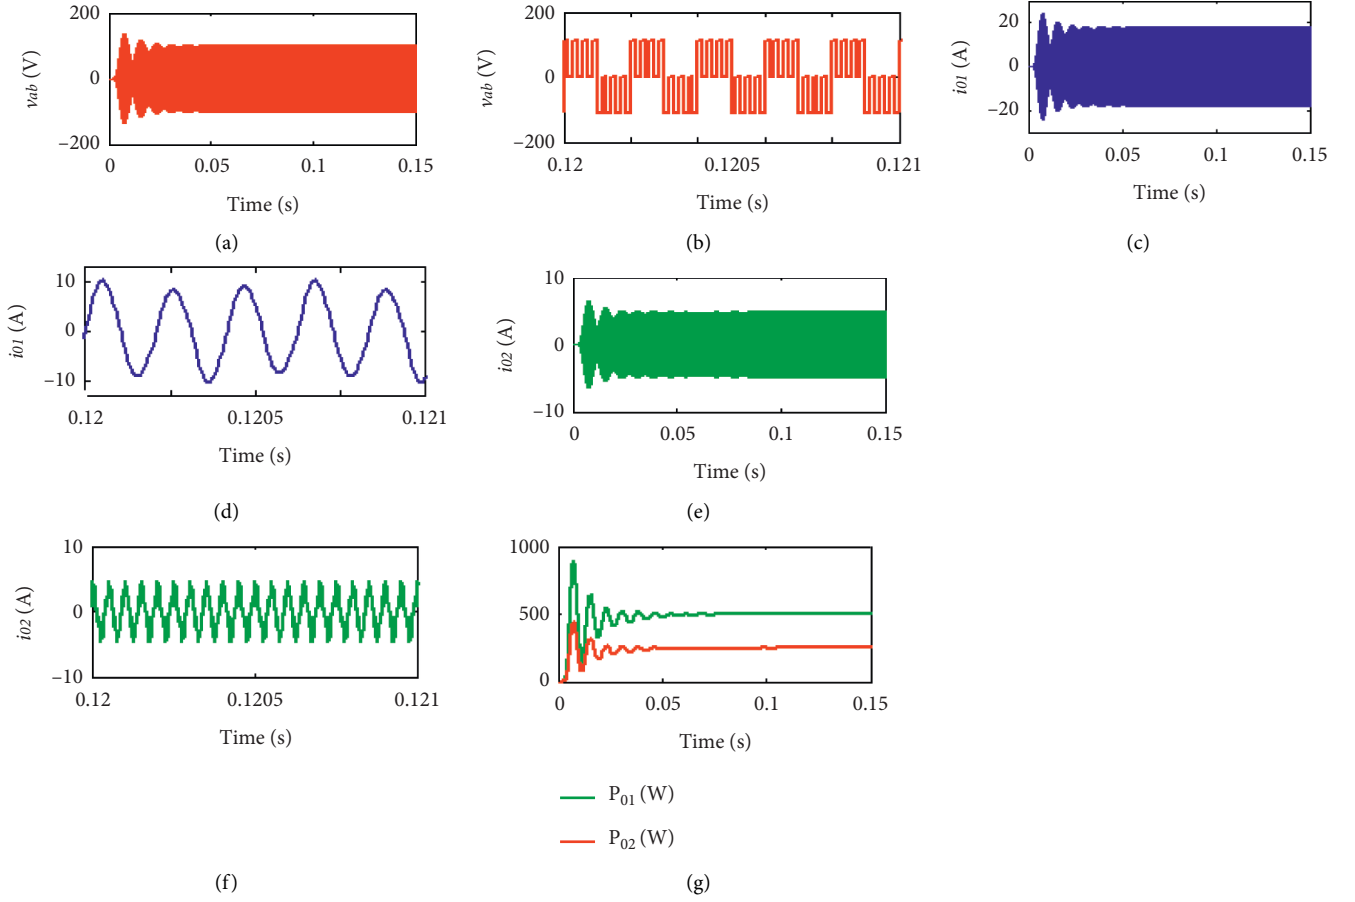 200
0
−200
vab (V)
0 0.05 0.1 0.15
Time (s)
(a)
200
0
−200
vab (V)
0.12 0.1205 0.121
Time (s)
(b)
20
0
−20
i01 (A)
0 0.05 0.1 0.15
Time (s)
(c)
10
0
−10
i01 (A)
0.12 0.1205 0.121
Time (s)
(d)
10
0
−10
i02 (A)
0 0.05 0.1 0.15
Time (s)
(e)
10
0
−10
i02 (A)
0.12 0.1205 0.121
Time (s)
(f)
1000
500
0
0 0.05 0.1 0.15
Time (s)
P01 (W)
P02 (W)
(g)